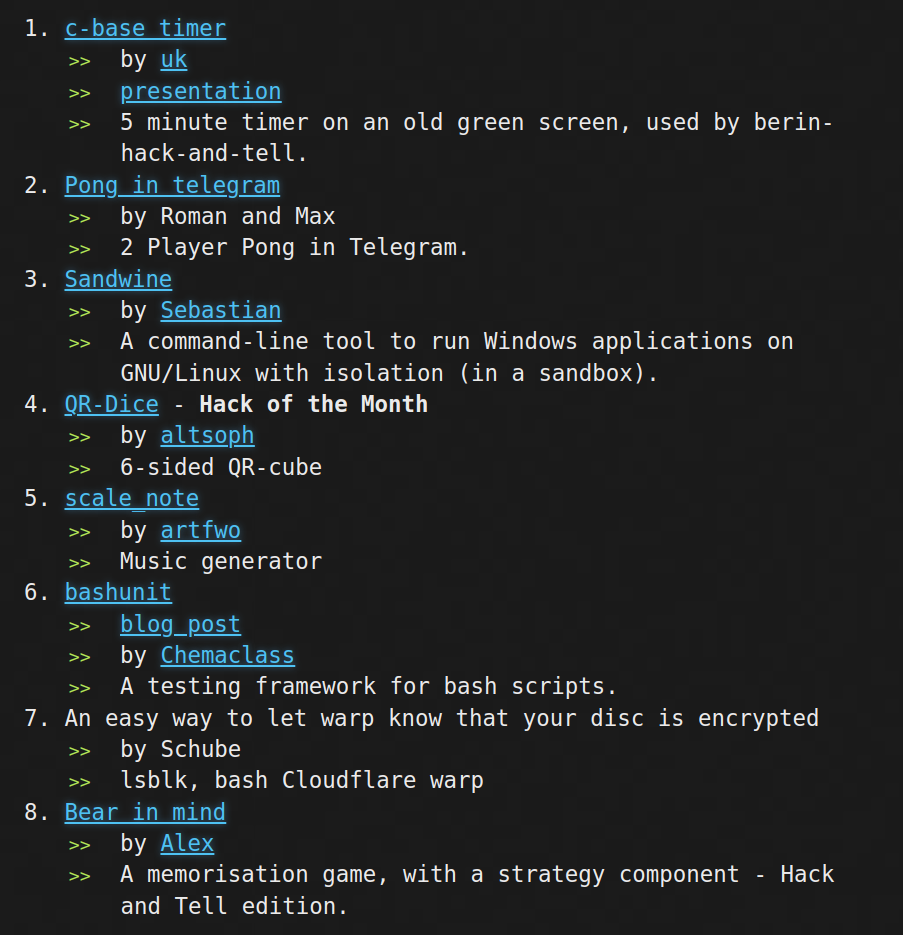 1. c-base timer
>> by uk
>> presentation
>> 5 minute timer on an old green screen, used by berin-
hack-and-tell.
2. Pong in telegram
>> by Roman and Max
>> 2 Player Pong in Telegram.
3. Sandwine
>> by Sebastian
>> A command-line tool to run Windows applications on
GNU/Linux with isolation (in a sandbox).
4. QR-Dice - Hack of the Month
>> by altsoph
>> 6-sided QR-cube
5. scale_note
>> by artfwo
>> Music generator
6. bashunit
>> blog post
>> by Chemaclass
>> A testing framework for bash scripts.
7. An easy way to let warp know that your disc is encrypted
>> by Schube
>> lsblk, bash Cloudflare warp
8. Bear in mind
>> by Alex
>> A memorisation game, with a strategy component - Hack
and Tell edition.